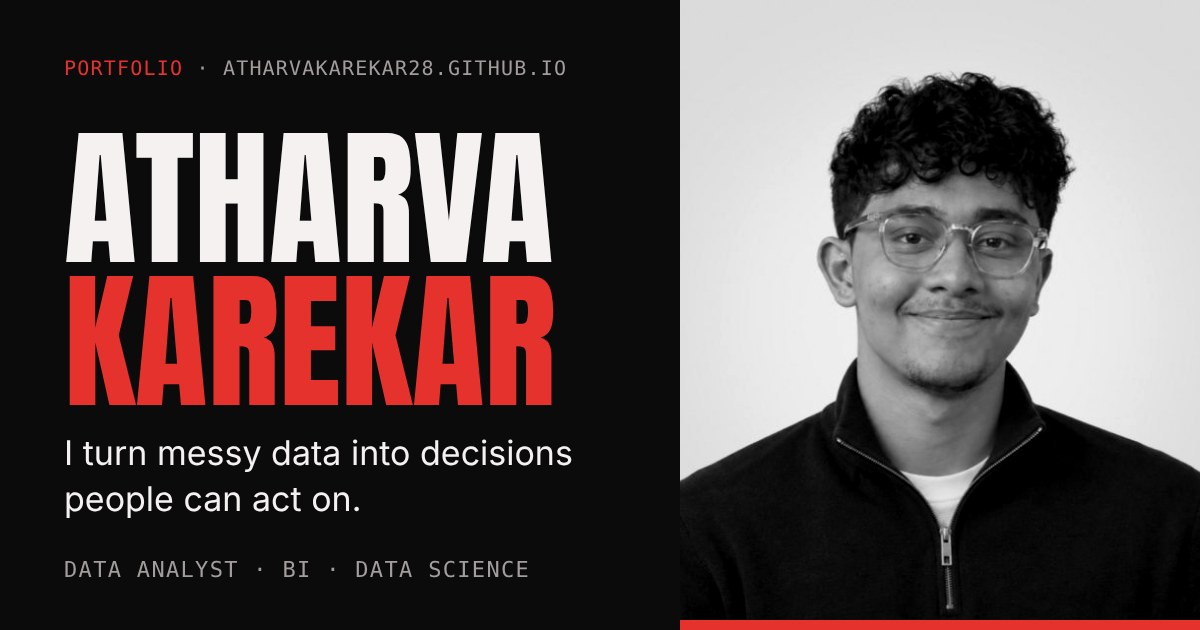 PORTFOLIO · ATHARVAKAREKAR28.GITHUB.IO
ATHARVA
KAREKAR
I turn messy data into decisions
people can act on.
DATA ANALYST · BI · DATA SCIENCE